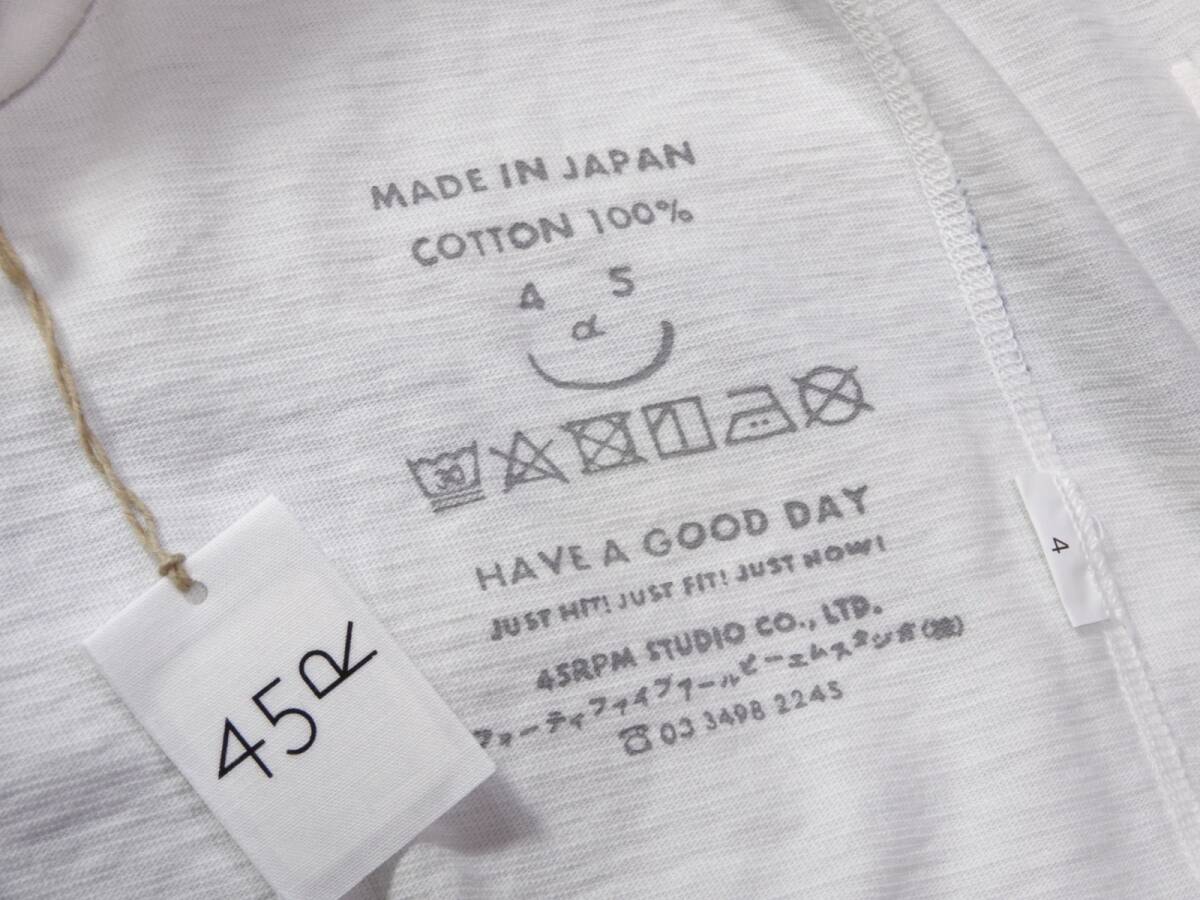 MADE IN JAPAN
COTTON 100%
4 5
R
30
HAVE A GOOD DAY
JUST HIT! JUST FIT! JUST NOW!
45RPM STUDIO CO., LTD.
フォーティファイブアールピーエムスタジオ(株)
☎03 3498 2245
45R
4